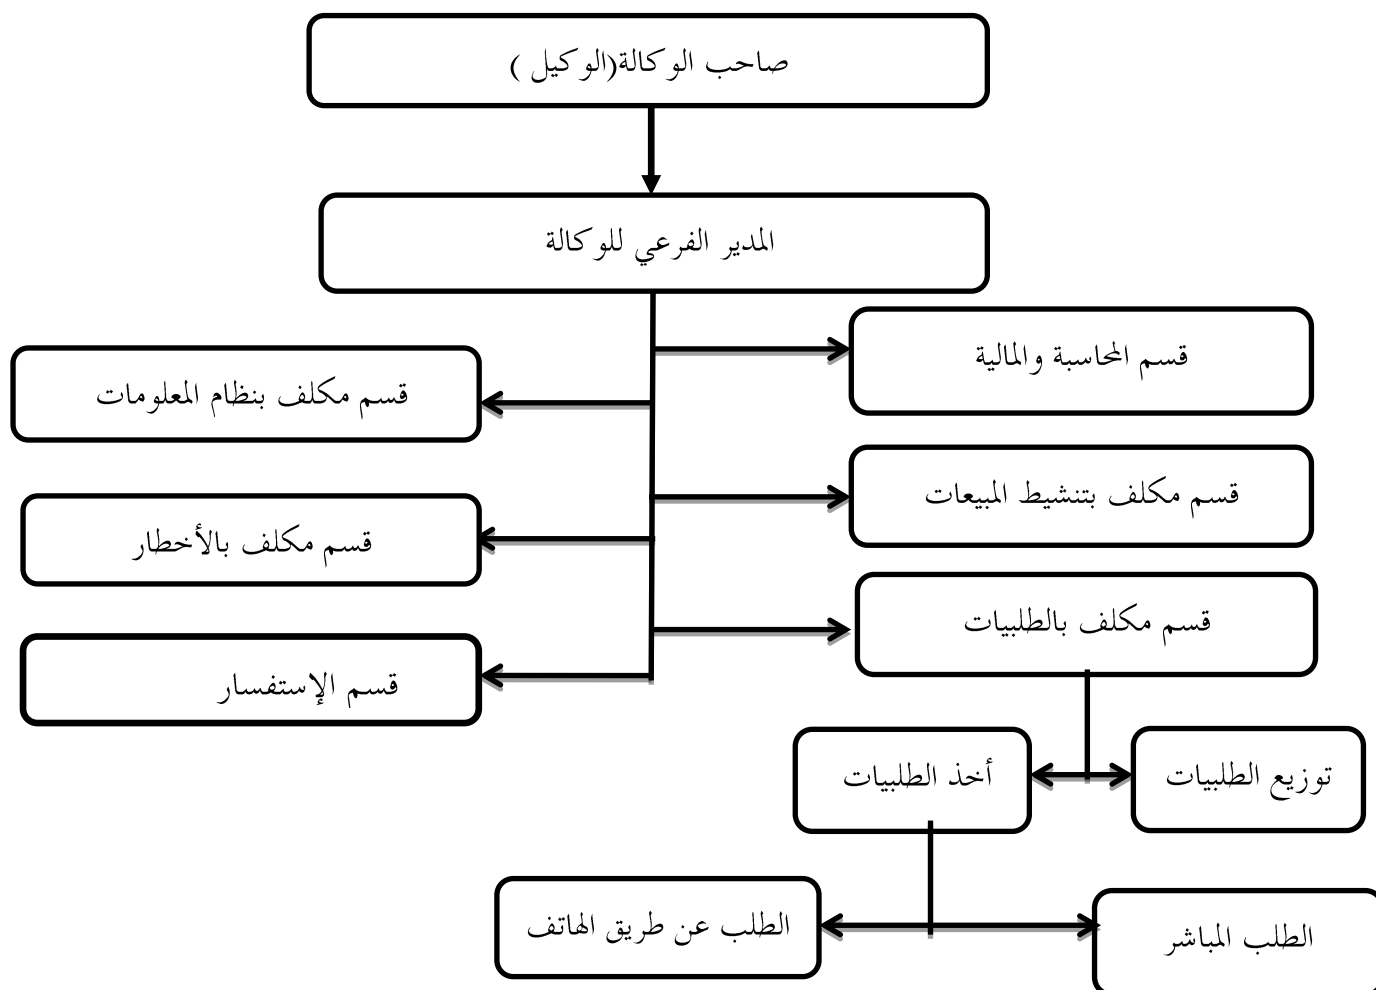 صاحب الوكالة(الوكيل )
المدير الفرعي للوكالة
قسم المحاسبة والمالية
قسم مكلف بنظام المعلومات
قسم مكلف بتنشيط المبيعات
قسم مكلف بالأخطار
قسم مكلف بالطلبيات
قسم الإستفسار
توزيع الطلبيات
أخذ الطلبيات
الطلب المباشر
الطلب عن طريق الهاتف